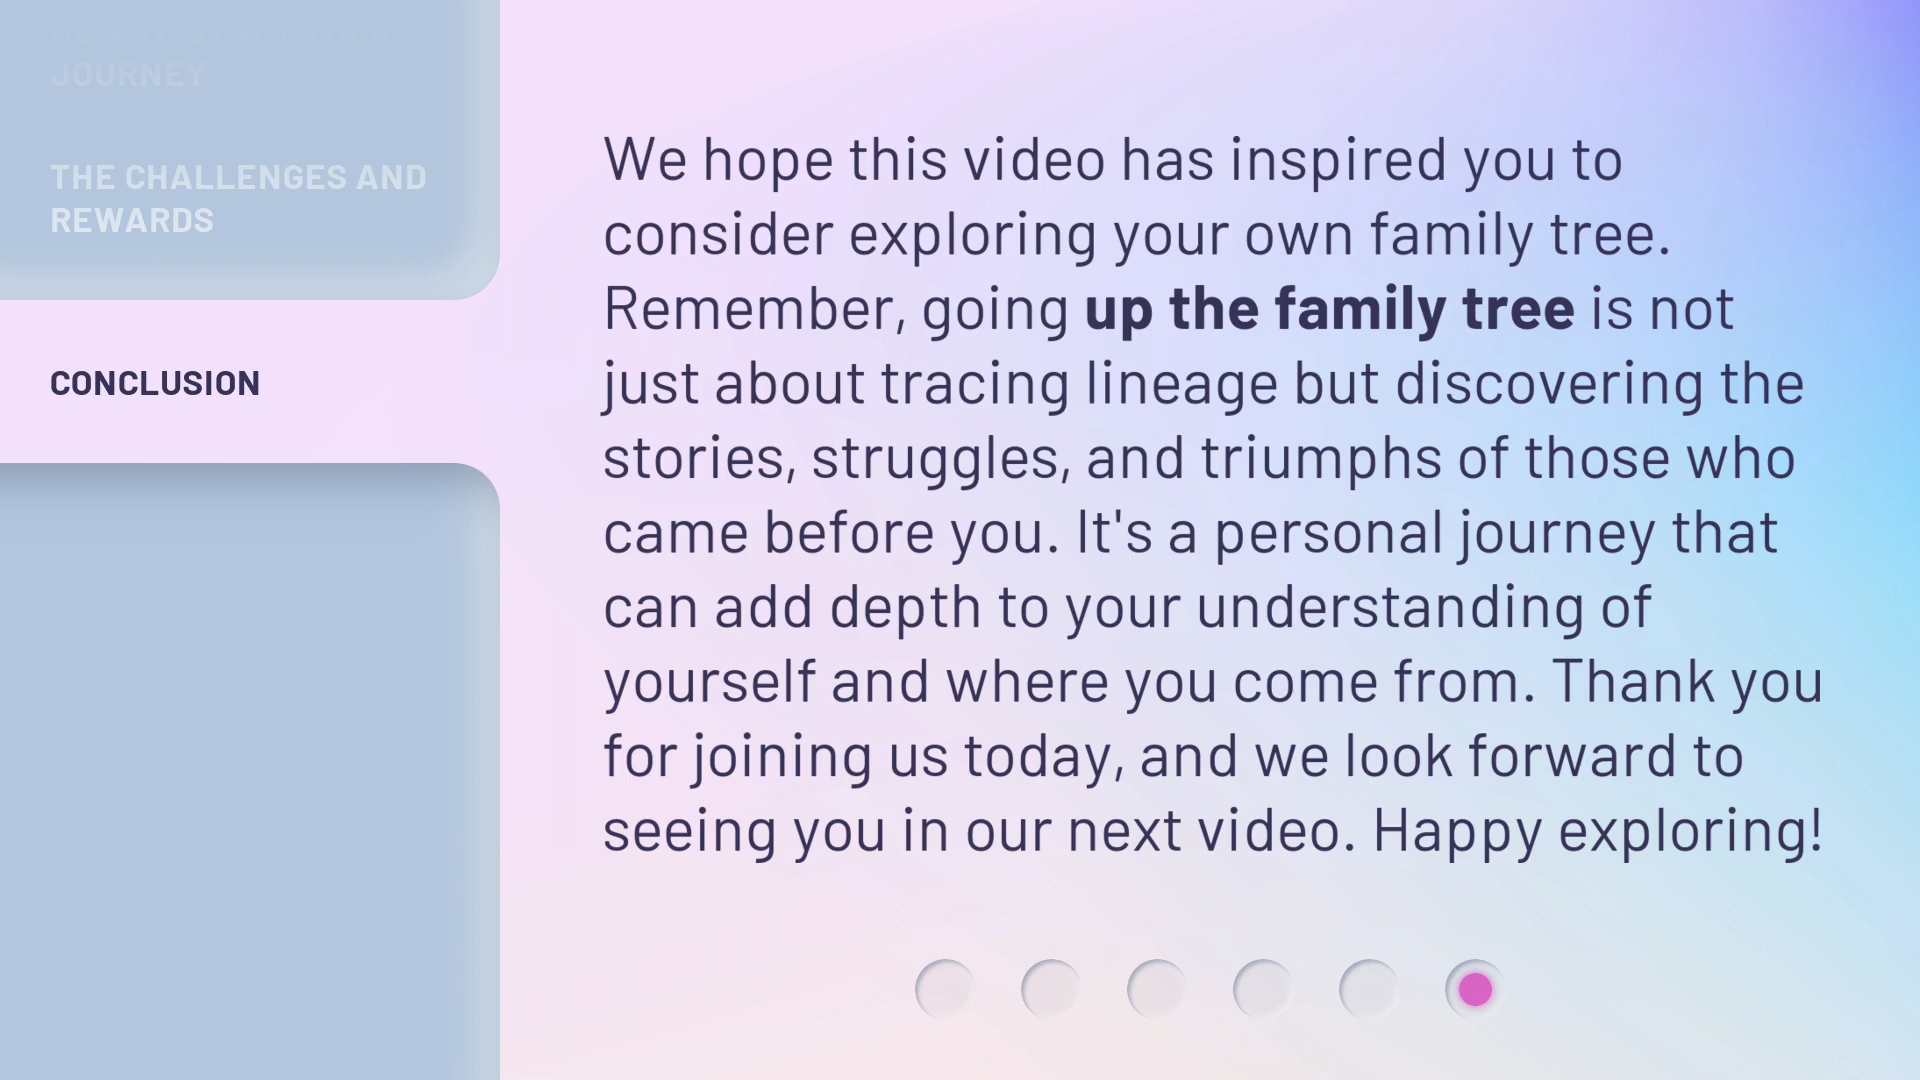 HOW TO START YOUR
JOURNEY
THE CHALLENGES AND
REWARDS
CONCLUSION
We hope this video has inspired you to
consider exploring your own family tree.
Remember, going up the family tree is not
just about tracing lineage but discovering the
stories, struggles, and triumphs of those who
came before you. It's a personal journey that
can add depth to your understanding of
yourself and where you come from. Thank you
for joining us today, and we look forward to
seeing you in our next video. Happy exploring!